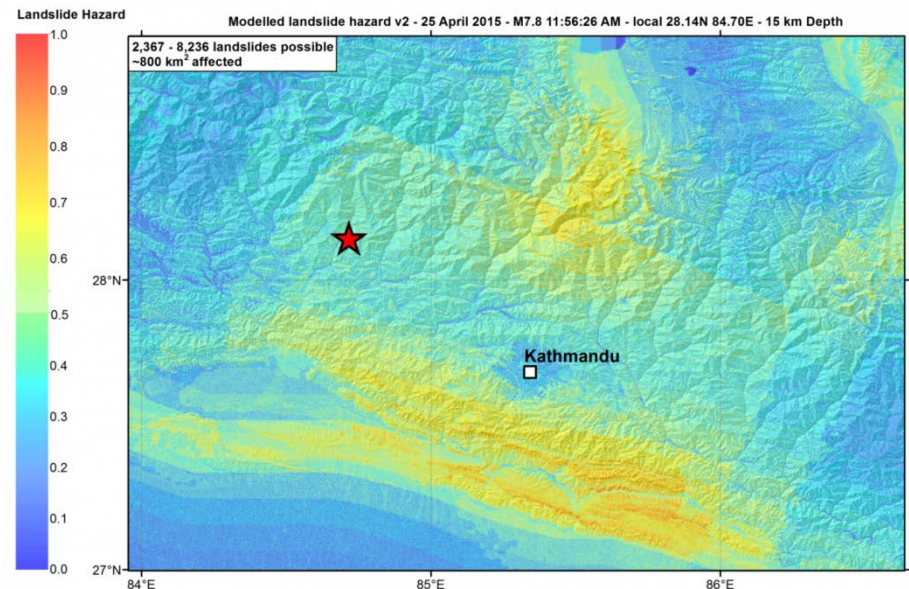 Landslide Hazard
Modelled landslide hazard v2 - 25 April 2015 - M7.8 11:56:26 AM - local 28.14N 84.70E - 15 km Depth
1.0
0.9
0.8
0.7
0.6
0.5
0.4
0.3
0.2
0.1
0.0
2,367 - 8,236 landslides possible
~800 km² affected
28°N
Kathmandu
27°N
84°E
85°E
86°E